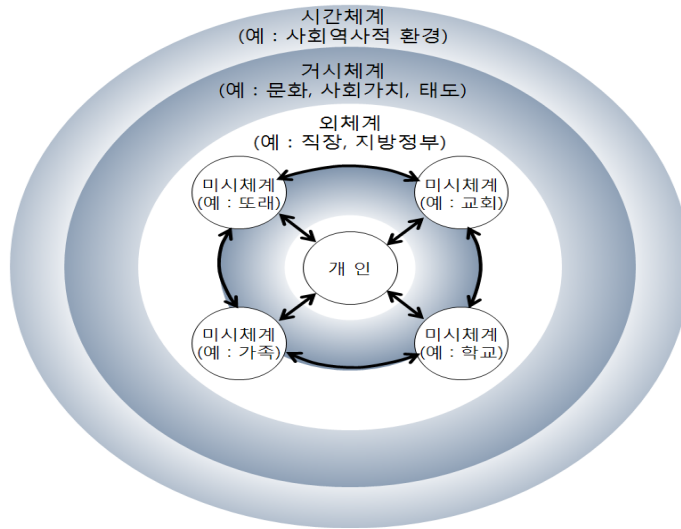 시간체계
(예 : 사회역사적 환경)
거시체계
(예 : 문화, 사회가치, 태도)
외체계
(예 : 직장, 지방정부)
미시체계
(예 : 또래)
미시체계
(예 : 교회)
개 인
미시체계
(예 : 가족)
미시체계
(예 : 학교)